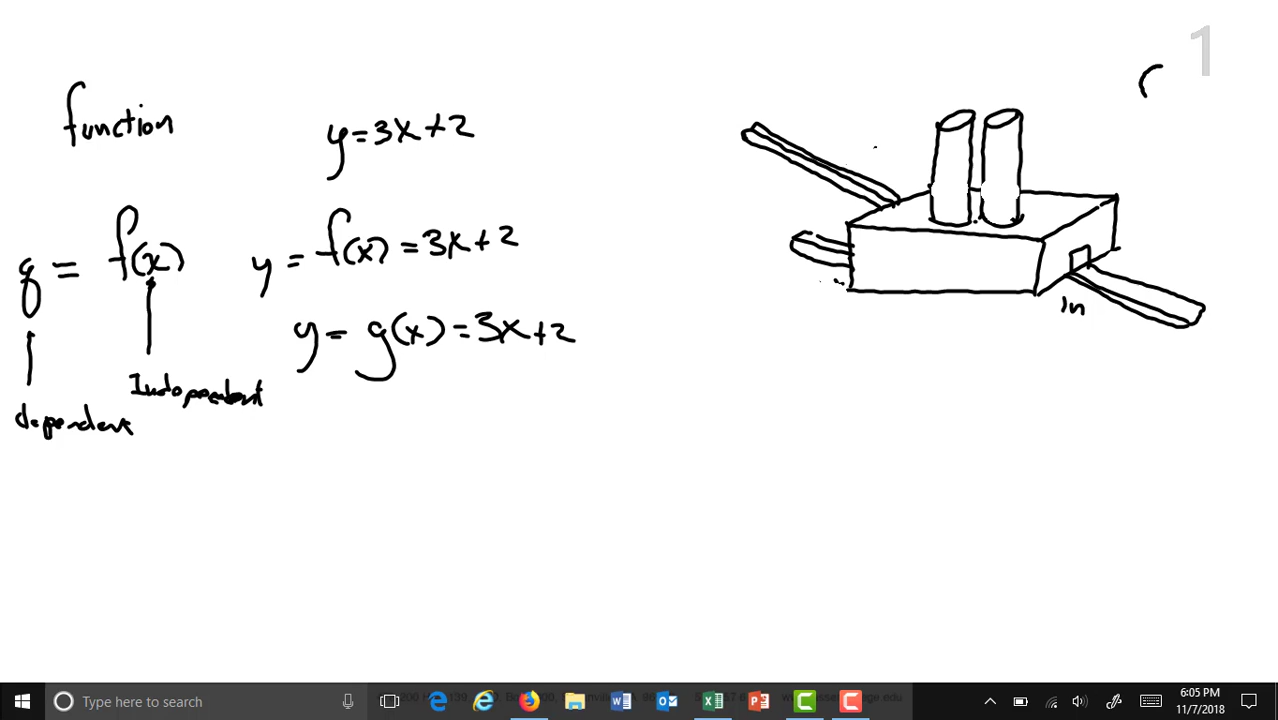 1
function
y=3x+2
y = f(x)
y = f(x) = 3x+2
y = g(x) = 3x+2
In
Independent
dependent
Type here to search
6:05 PM
11/7/2018